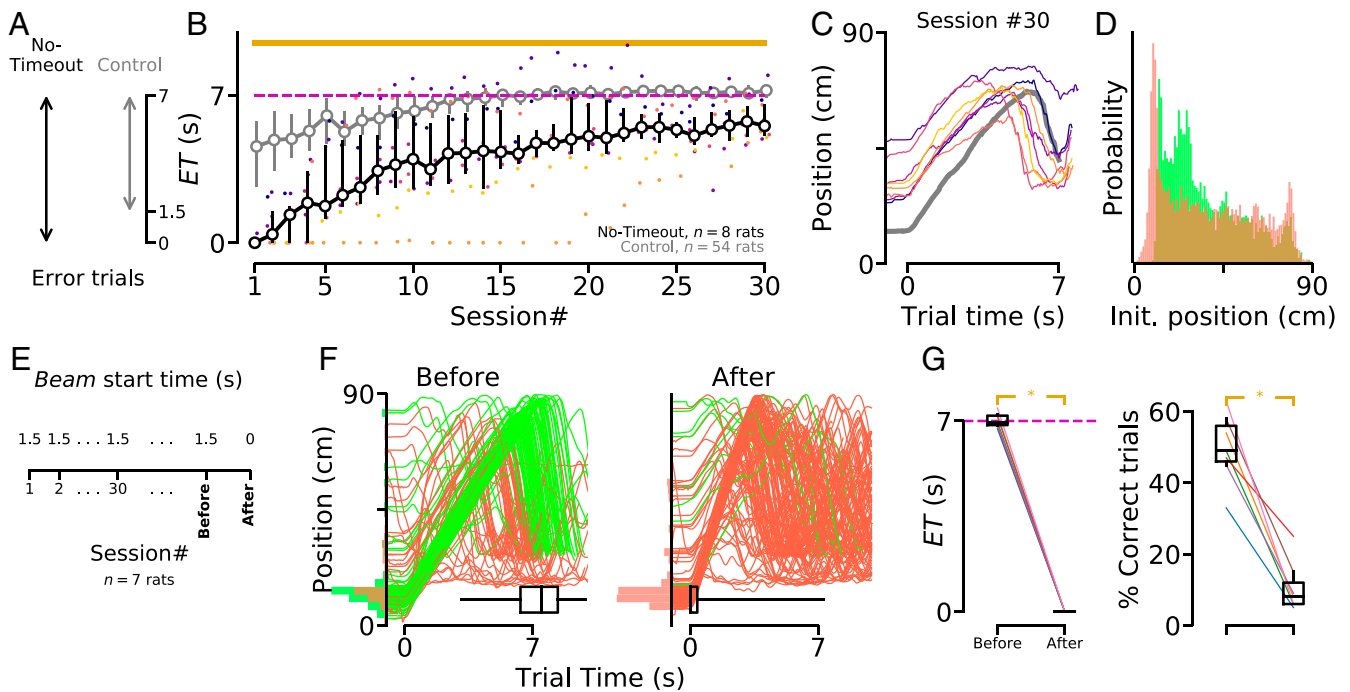 A
No-
Timeout
Control
7
1.5
0
Error trials
B
ET (s)
7
0
No-Timeout, n = 8 rats
Control, n = 54 rats
1 5 10 15 20 25 30
Session#
C
Session #30
90
Position (cm)
0
0 7
Trial time (s)
D
Probability
0 90
Init. position (cm)
E
Beam start time (s)
1.5 1.5 . . . 1.5 . . . 1.5 0
1 2 . . . 30 . . . Before After
Session#
n = 7 rats
F
Before After
90
Position (cm)
0
0 7 0 7
Trial Time (s)
G
*
7
ET (s)
0
Before After
*
60
40
20
0
% Correct trials